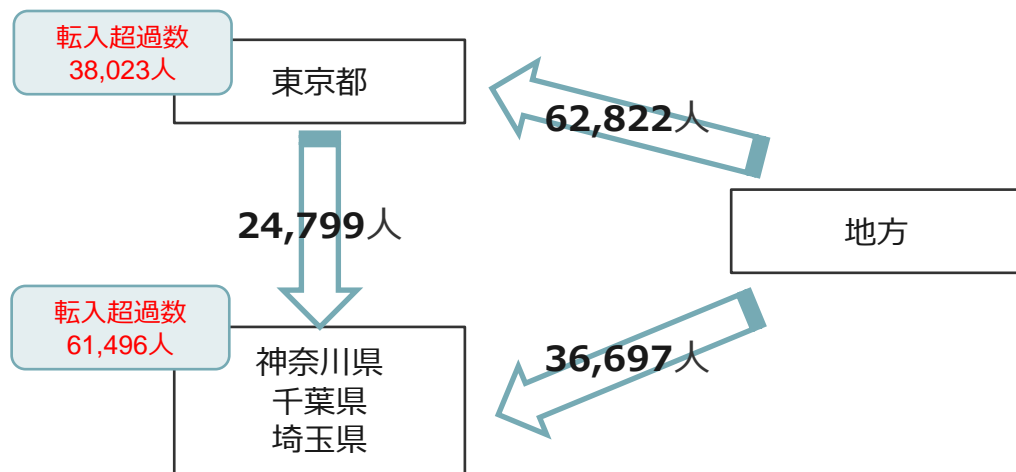 転入超過数
38,023人
東京都
62,822人
24,799人
地方
転入超過数
61,496人
神奈川県
千葉県
埼玉県
36,697人